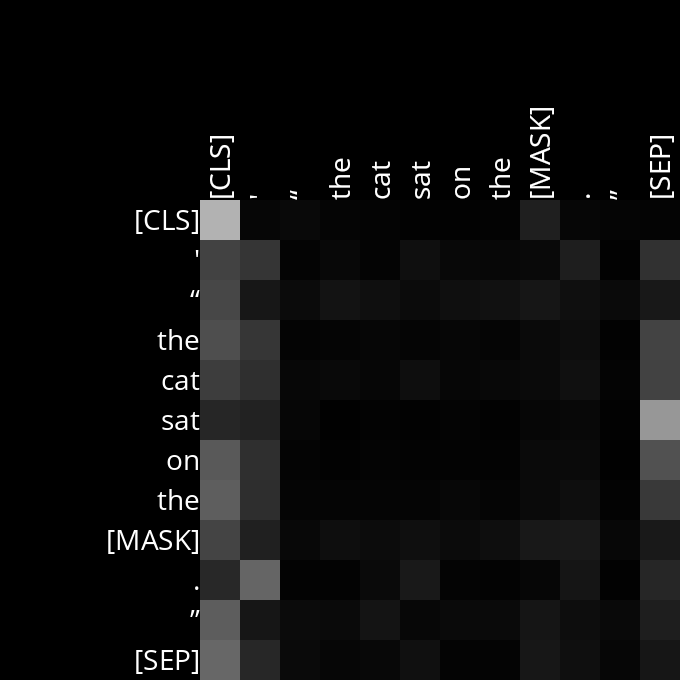 [CLS] ' “ the cat sat on the [MASK] . ” [SEP]
[CLS]
'
“
the
cat
sat
on
the
[MASK]
.
”
[SEP]